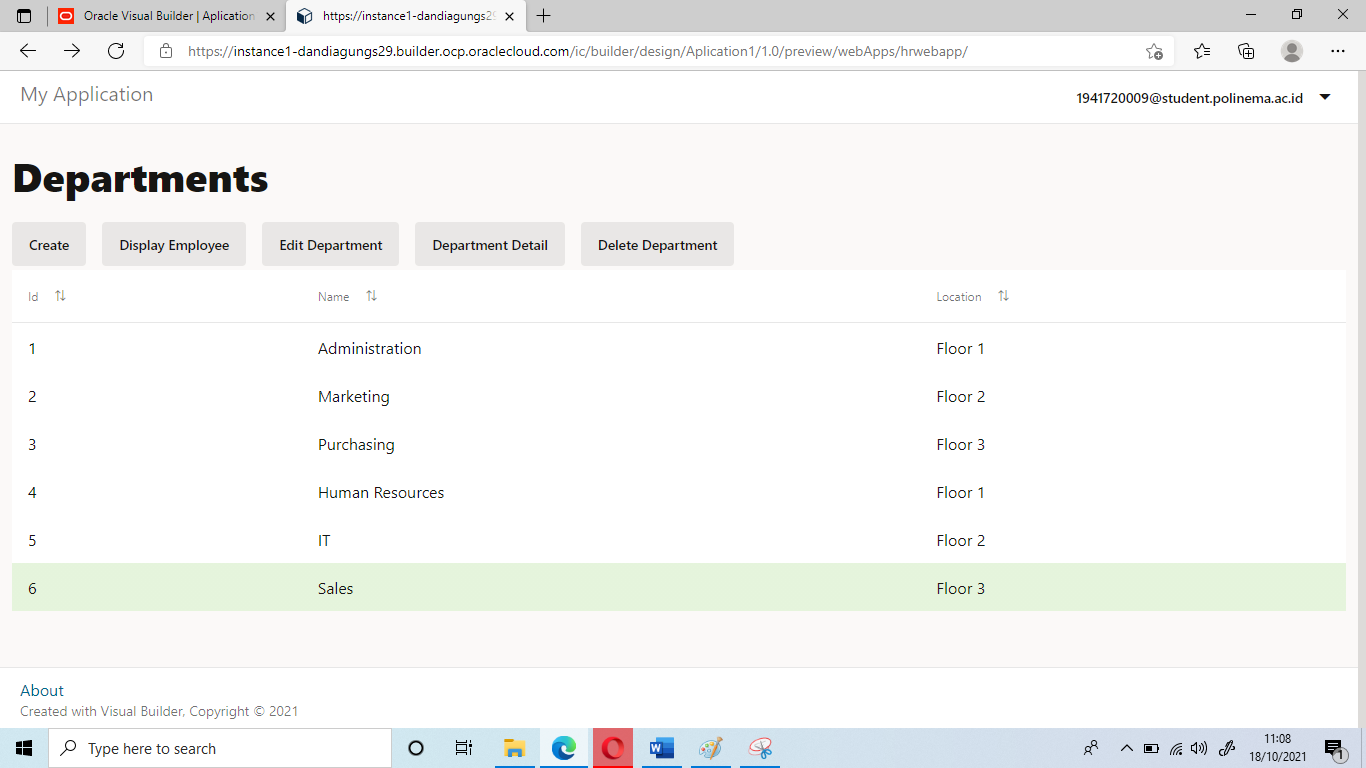 Oracle Visual Builder | Aplication
https://instance1-dandiagungs29
https://instance1-dandiagungs29.builder.ocp.oraclecloud.com/ic/builder/design/Aplication1/1.0/preview/webApps/hrwebapp/
My Application
1941720009@student.polinema.ac.id
Departments
Create Display Employee Edit Department Department Detail Delete Department
Id Name Location
1 Administration Floor 1
2 Marketing Floor 2
3 Purchasing Floor 3
4 Human Resources Floor 1
5 IT Floor 2
6 Sales Floor 3
About
Created with Visual Builder, Copyright © 2021
Type here to search
11:08
18/10/2021
1